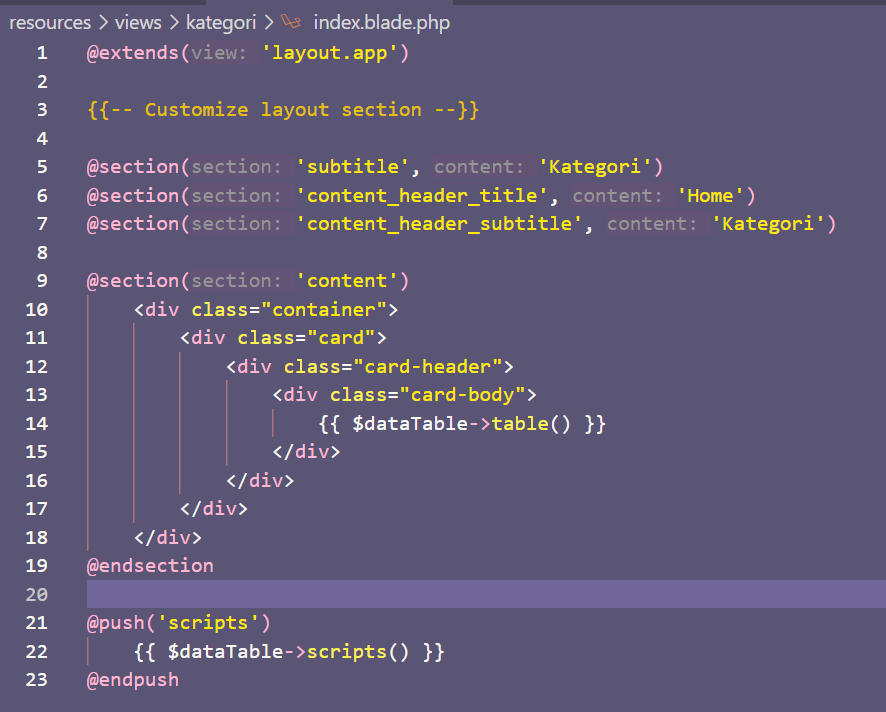 resources > views > kategori > index.blade.php
1 @extends(view: 'layout.app')
2
3 {{-- Customize layout section --}}
4
5 @section(section: 'subtitle', content: 'Kategori')
6 @section(section: 'content_header_title', content: 'Home')
7 @section(section: 'content_header_subtitle', content: 'Kategori')
8
9 @section(section: 'content')
10     <div class="container">
11         <div class="card">
12             <div class="card-header">
13                 <div class="card-body">
14                     {{ $dataTable->table() }}
15                 </div>
16             </div>
17         </div>
18     </div>
19 @endsection
20
21 @push('scripts')
22     {{ $dataTable->scripts() }}
23 @endpush